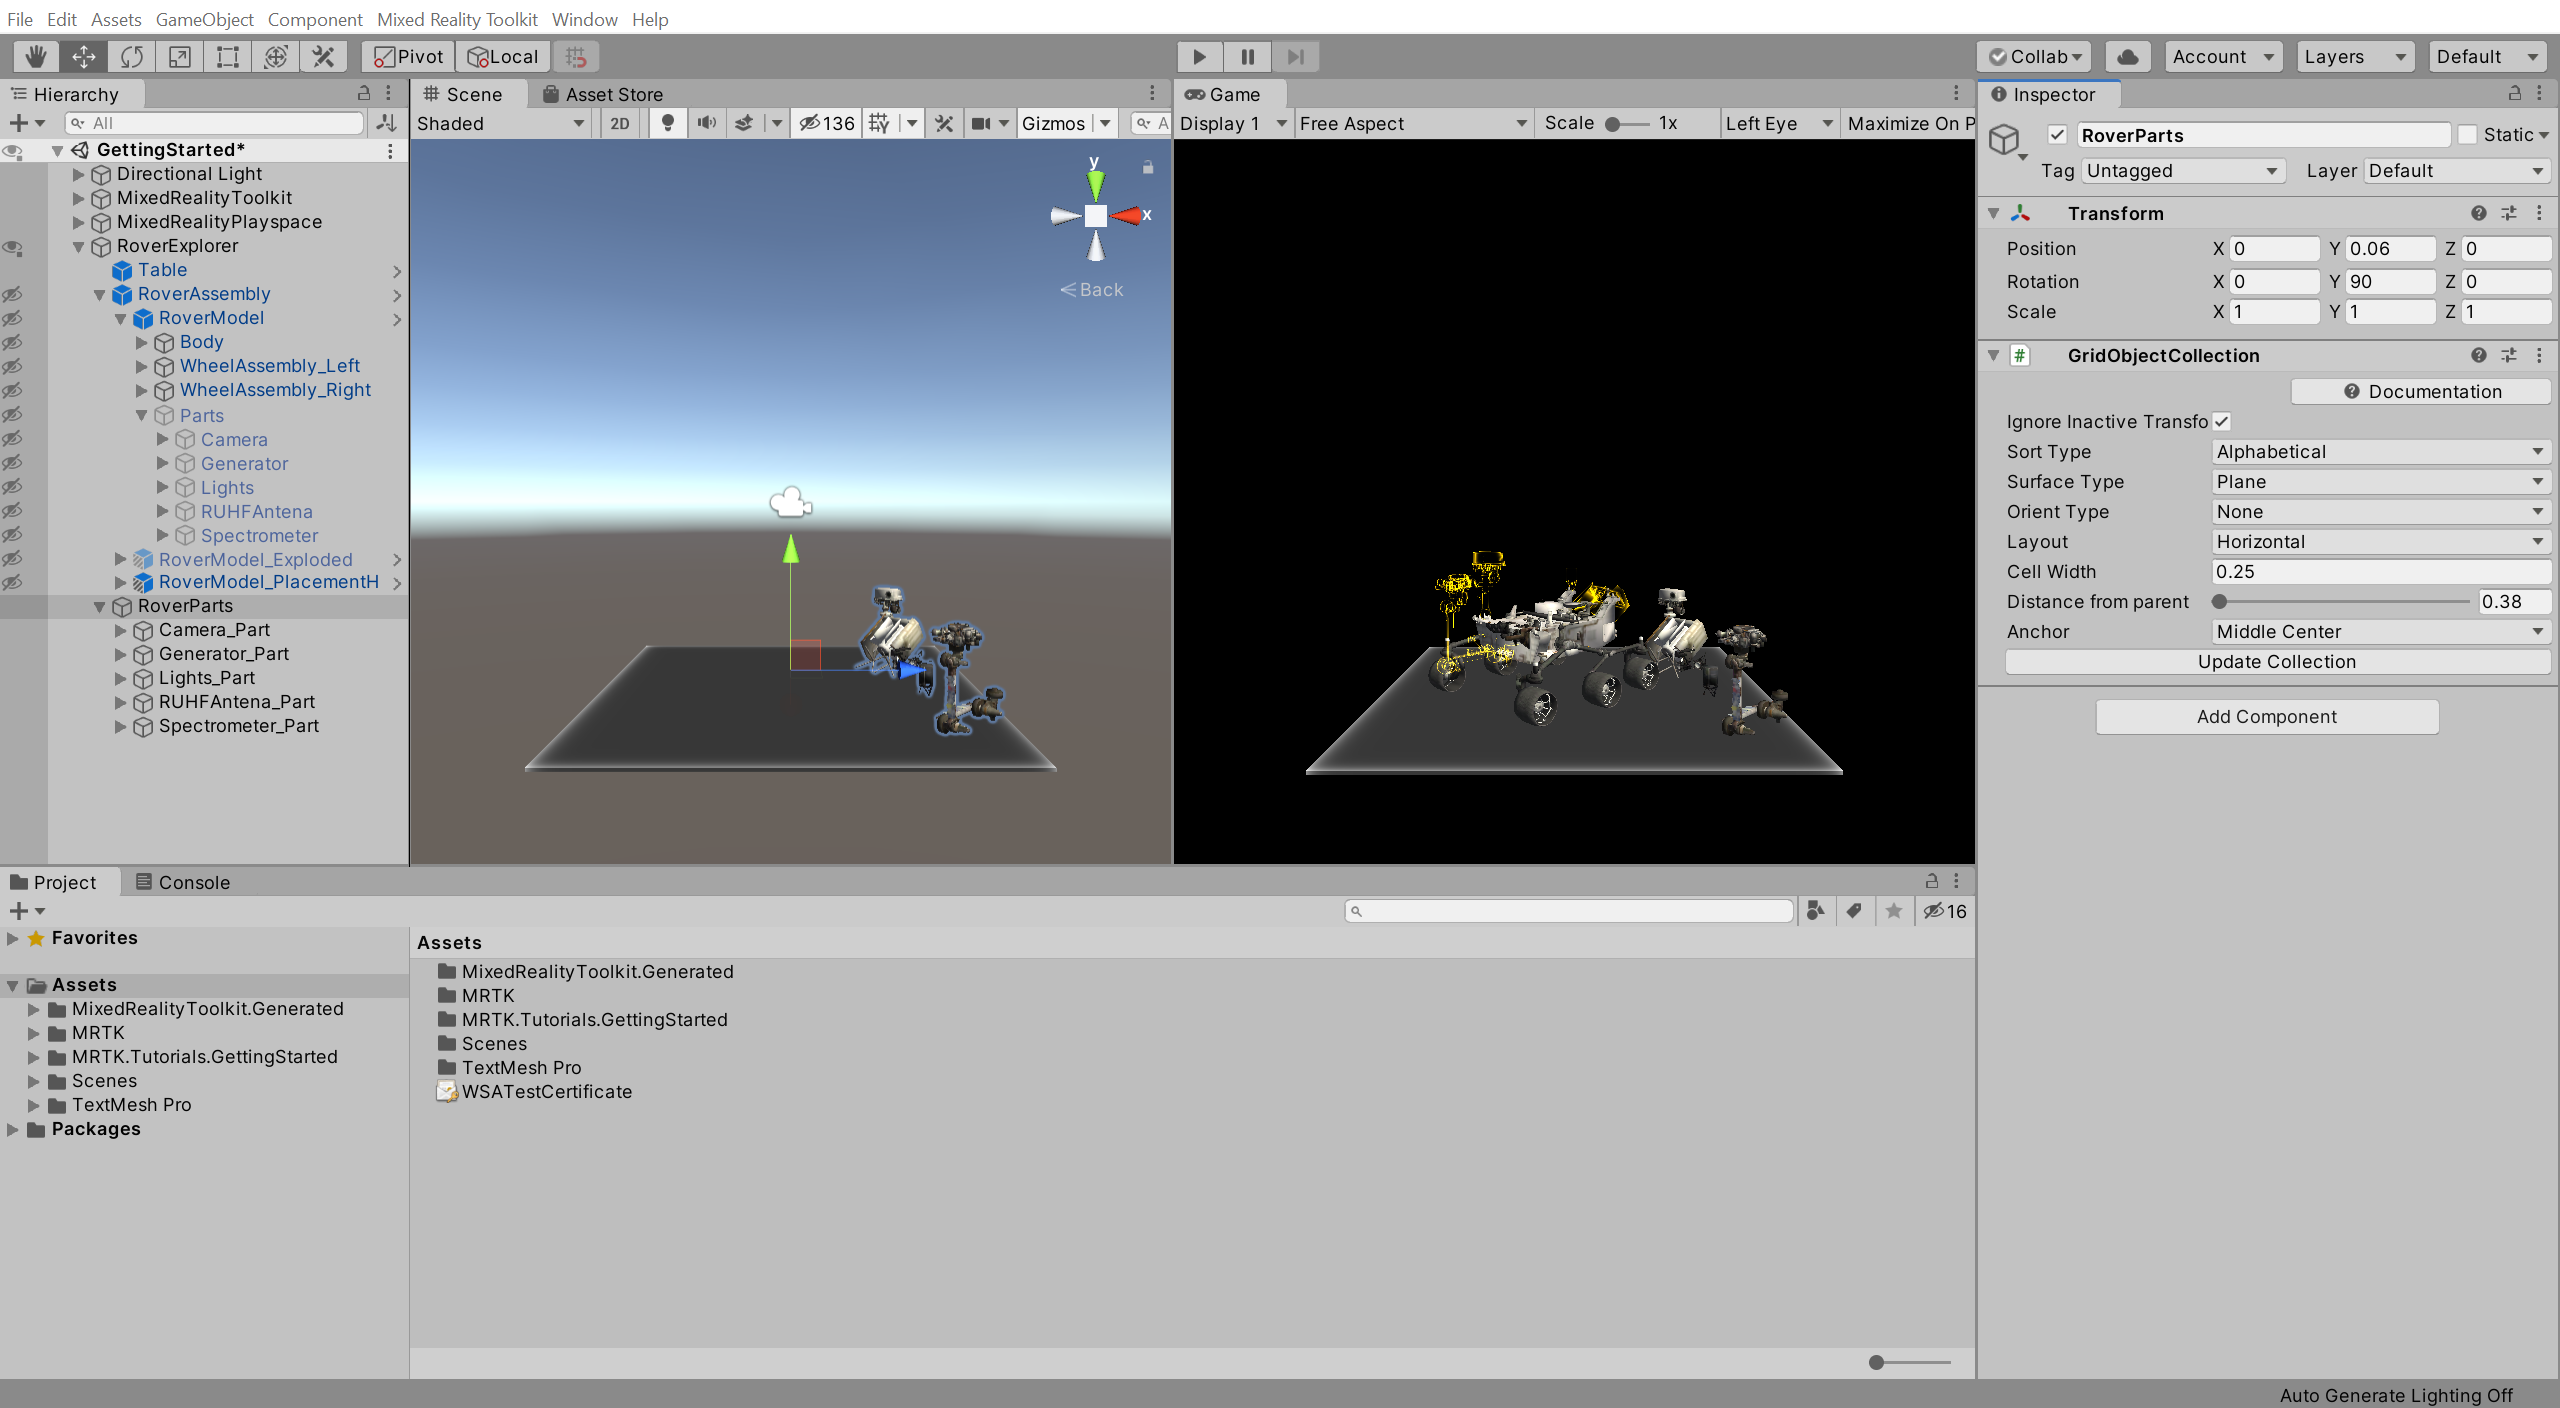 File Edit Assets GameObject Component Mixed Reality Toolkit Window Help
Pivot Local
Collab Account Layers Default
Hierarchy
All
GettingStarted*
Directional Light
MixedRealityToolkit
MixedRealityPlayspace
RoverExplorer
Table
RoverAssembly
RoverModel
Body
WheelAssembly_Left
WheelAssembly_Right
Parts
Camera
Generator
Lights
RUHFAntena
Spectrometer
RoverModel_Exploded
RoverModel_PlacementH
RoverParts
Camera_Part
Generator_Part
Lights_Part
RUHFAntena_Part
Spectrometer_Part
Scene Asset Store
Shaded 2D 136 Gizmos A
y
x
Back
Game
Display 1 Free Aspect Scale 1x Left Eye Maximize On P
Inspector
RoverParts Static
Tag Untagged Layer Default
Transform
Position X 0 Y 0.06 Z 0
Rotation X 0 Y 90 Z 0
Scale X 1 Y 1 Z 1
# GridObjectCollection
Documentation
Ignore Inactive Transfo
Sort Type Alphabetical
Surface Type Plane
Orient Type None
Layout Horizontal
Cell Width 0.25
Distance from parent 0.38
Anchor Middle Center
Update Collection
Add Component
Project Console
16
Favorites
Assets
MixedRealityToolkit.Generated
MRTK
MRTK.Tutorials.GettingStarted
Scenes
TextMesh Pro
Packages
Assets
MixedRealityToolkit.Generated
MRTK
MRTK.Tutorials.GettingStarted
Scenes
TextMesh Pro
WSATestCertificate
Auto Generate Lighting Off